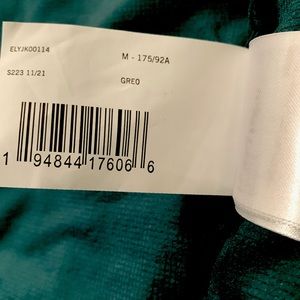 ELYJK00114
M - 175/92A
S223 11/21
GRE0
1 94844 17606 6